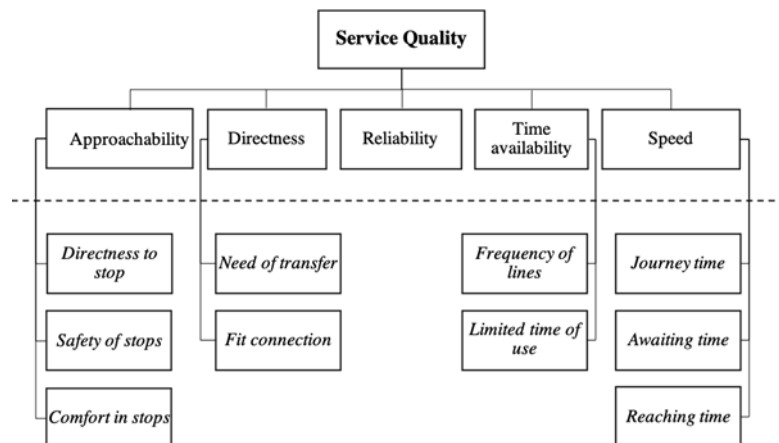 Service Quality
Approachability
Directness
Reliability
Time
availability
Speed
Directness to
stop
Need of transfer
Frequency of
lines
Journey time
Safety of stops
Fit connection
Limited time of
use
Awaiting time
Comfort in stops
Reaching time